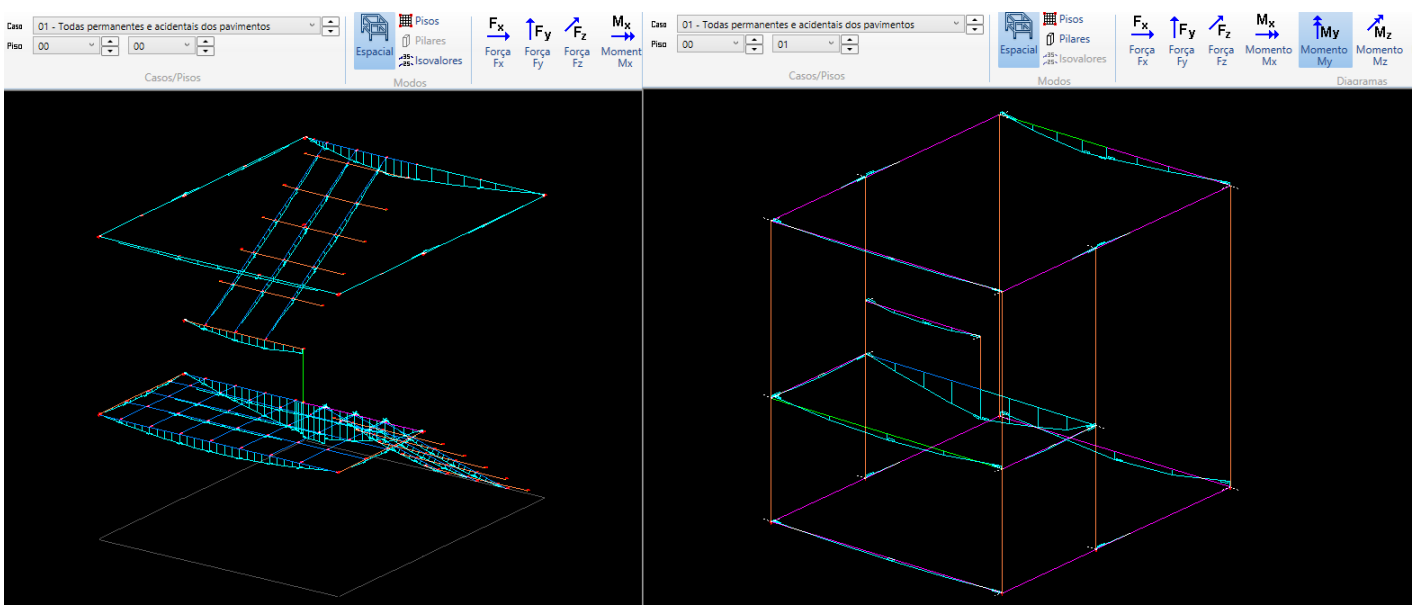 Caso 01 - Todas permanentes e acidentais dos pavimentos
Piso 00 00
Casos/Pisos
Espacial
Pisos
Pilares
Isovalores
Modos
Fx Fy Fz Mx
Força Força Força Moment
Fx Fy Fz Mx
Caso 01 - Todas permanentes e acidentais dos pavimentos
Piso 00 01
Casos/Pisos
Espacial
Pisos
Pilares
Isovalores
Modos
Fx Fy Fz Mx My Mz
Força Força Força Momento Momento Momento
Fx Fy Fz Mx My Mz
Diagramas